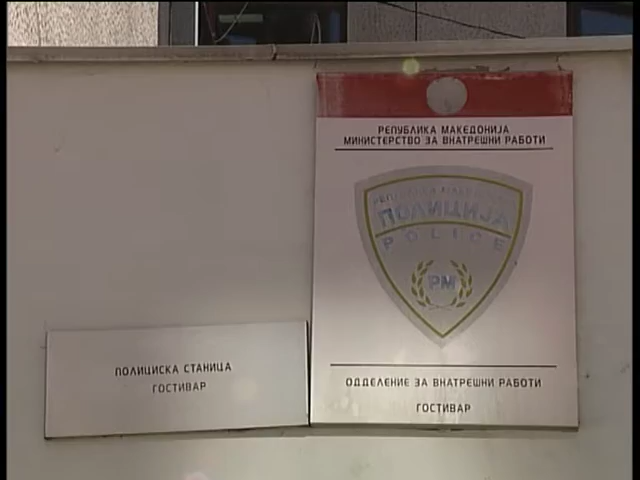 РЕПУБЛИКА МАКЕДОНИЈА
МИНИСТЕРСТВО ЗА ВНАТРЕШНИ РАБОТИ
ПОЛИЦИЈА
POLICE
РМ
ОДДЕЛЕНИЕ ЗА ВНАТРЕШНИ РАБОТИ
ГОСТИВАР
ПОЛИЦИСКА СТАНИЦА
ГОСТИВАР